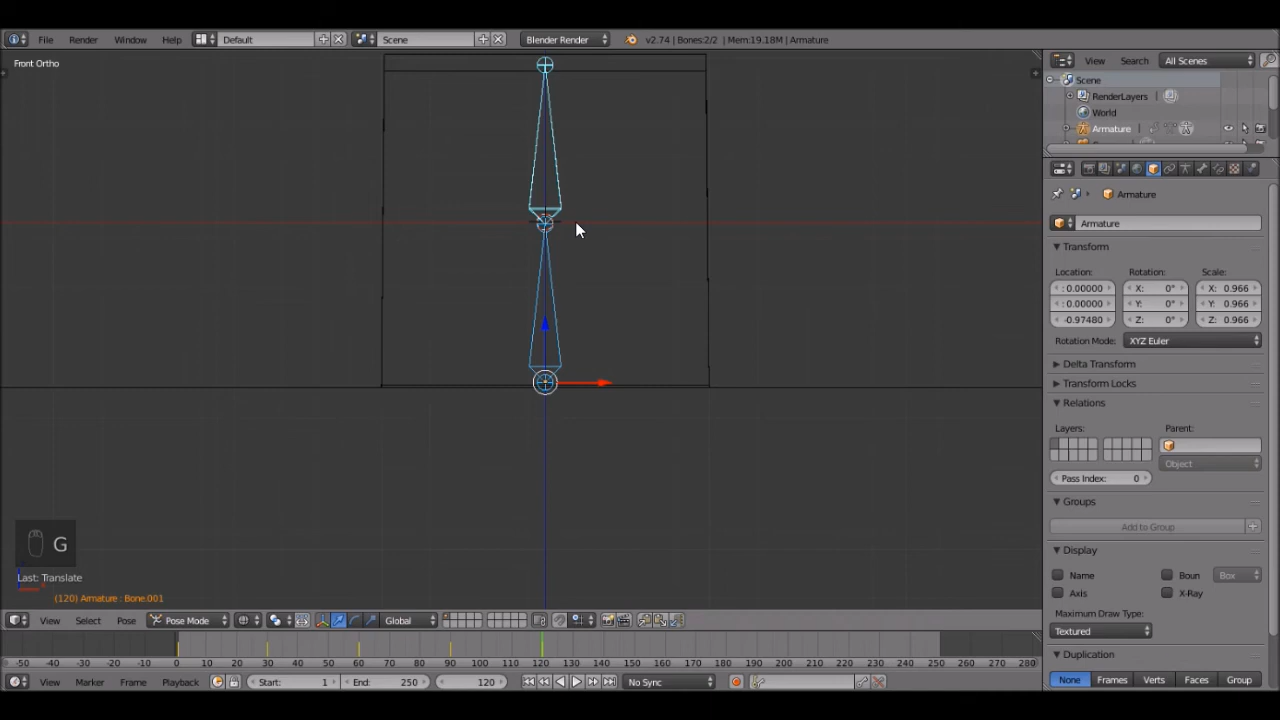 File Render Window Help Default Scene Blender Render v2.74 | Bones:2/2 | Mem:19.18M | Armature
View Search All Scenes
Front Ortho
Scene
RenderLayers
World
Armature
Armature
Armature
Transform
Location: Rotation: Scale:
: 0.00000 X: 0° X: 0.966
: 0.00000 Y: 0° Y: 0.966
-0.97480 Z: 0° Z: 0.966
Rotation Mode: XYZ Euler
Delta Transform
Transform Locks
Relations
Layers: Parent:
Object
Pass Index: 0
Groups
Add to Group
Display
Name Boun Box
Axis X-Ray
Maximum Draw Type:
Textured
Duplication
None Frames Verts Faces Group
G
Last: Translate
(120) Armature : Bone.001
View Select Pose Pose Mode Global
-50 -40 -30 -20 -10 0 10 20 30 40 50 60 70 80 90 100 110 120 130 140 150 160 170 180 190 200 210 220 230 240 250 260 270 280
View Marker Frame Playback Start: 1 End: 250 120 No Sync